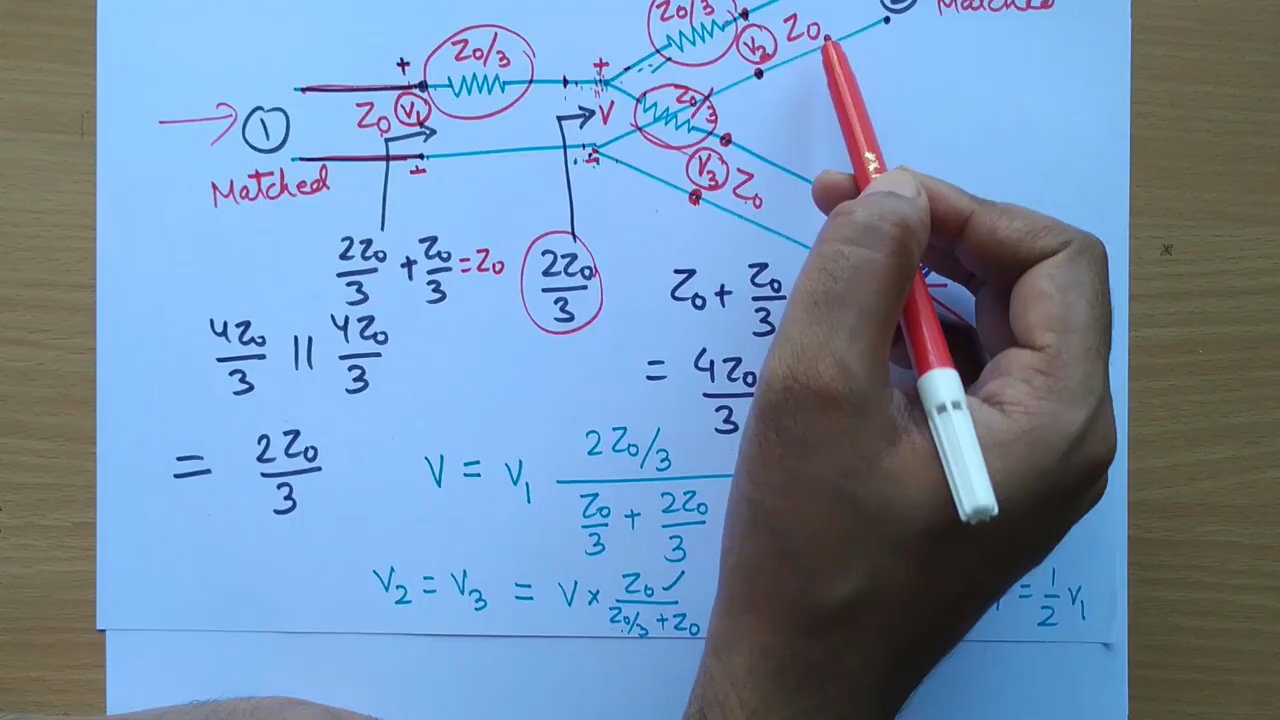 Z0/3
Matched
+ Z0/3 + V2 Z0
1 Z0 V1 V Z0/3
Matched ± ± V3 Z0
2Z0/3 + Z0/3 = Z0 2Z0/3 Z0 + Z0/3
4Z0/3 || 4Z0/3 = 4Z0/3
= 2Z0/3
V = V1 2Z0/3 / Z0/3 + 2Z0/3
V2 = V3 = V × Z0 ✓ / Z0/3 + Z0 = 1/2 V1